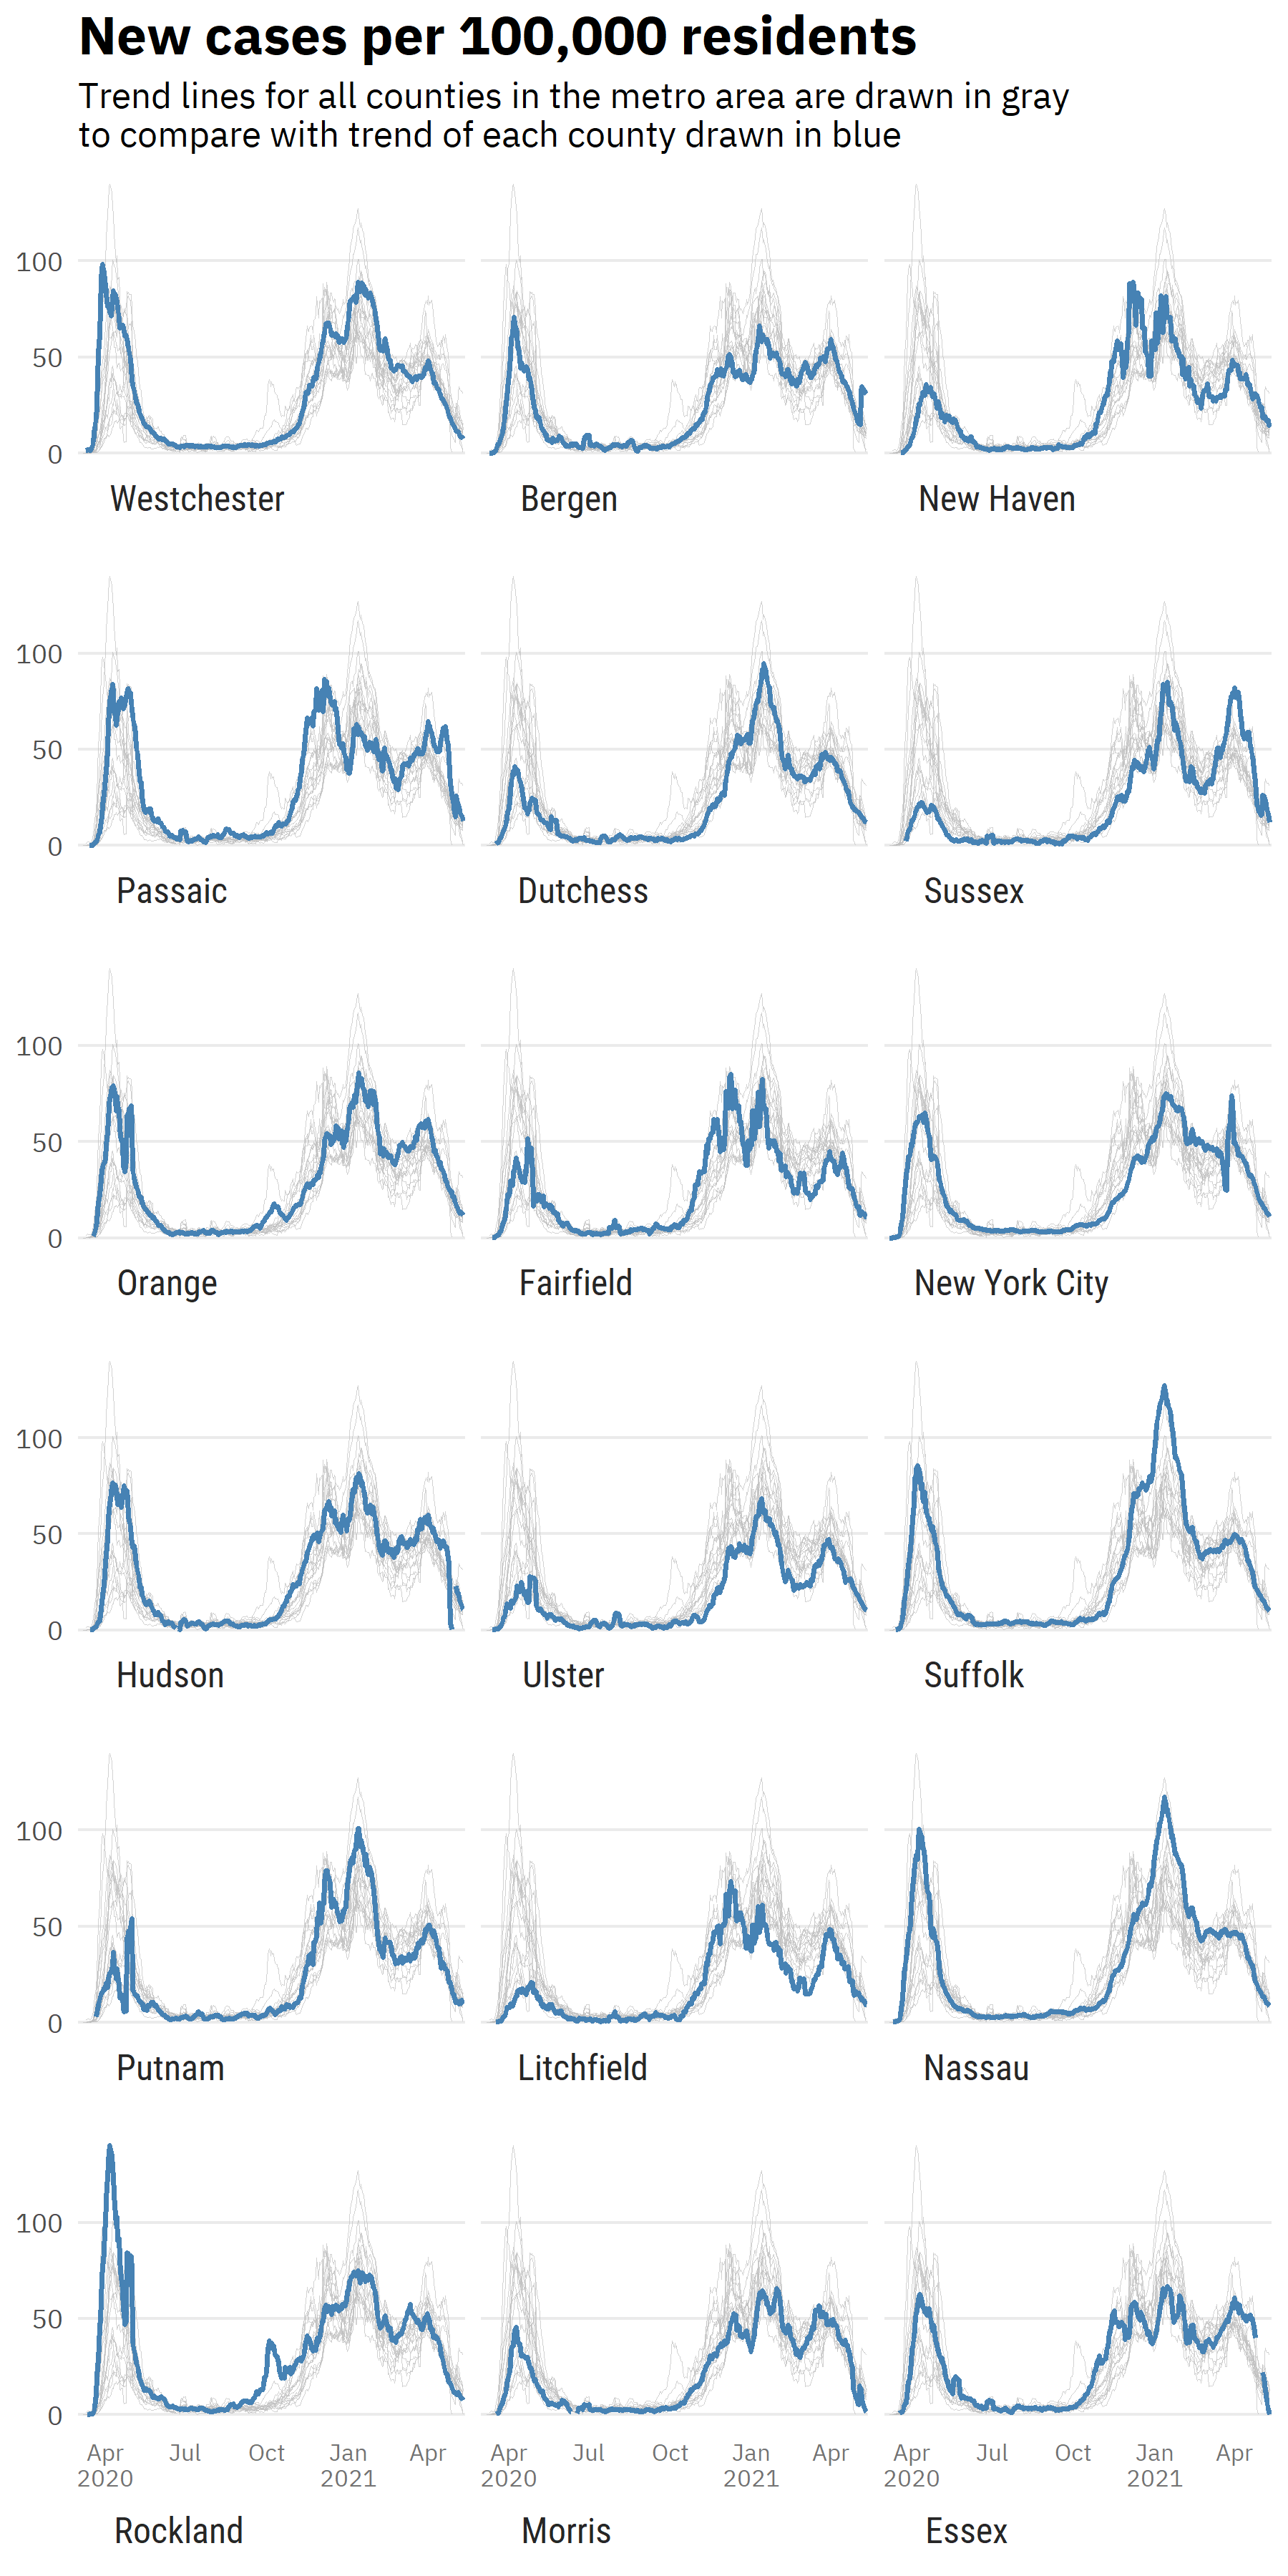 New cases per 100,000 residents
Trend lines for all counties in the metro area are drawn in gray
to compare with trend of each county drawn in blue
100
50
0
Westchester
Bergen
New Haven
100
50
0
Passaic
Dutchess
Sussex
100
50
0
Orange
Fairfield
New York City
100
50
0
Hudson
Ulster
Suffolk
100
50
0
Putnam
Litchfield
Nassau
100
50
0
Apr Jul Oct Jan Apr
2020 2021
Apr Jul Oct Jan Apr
2020 2021
Apr Jul Oct Jan Apr
2020 2021
Rockland
Morris
Essex